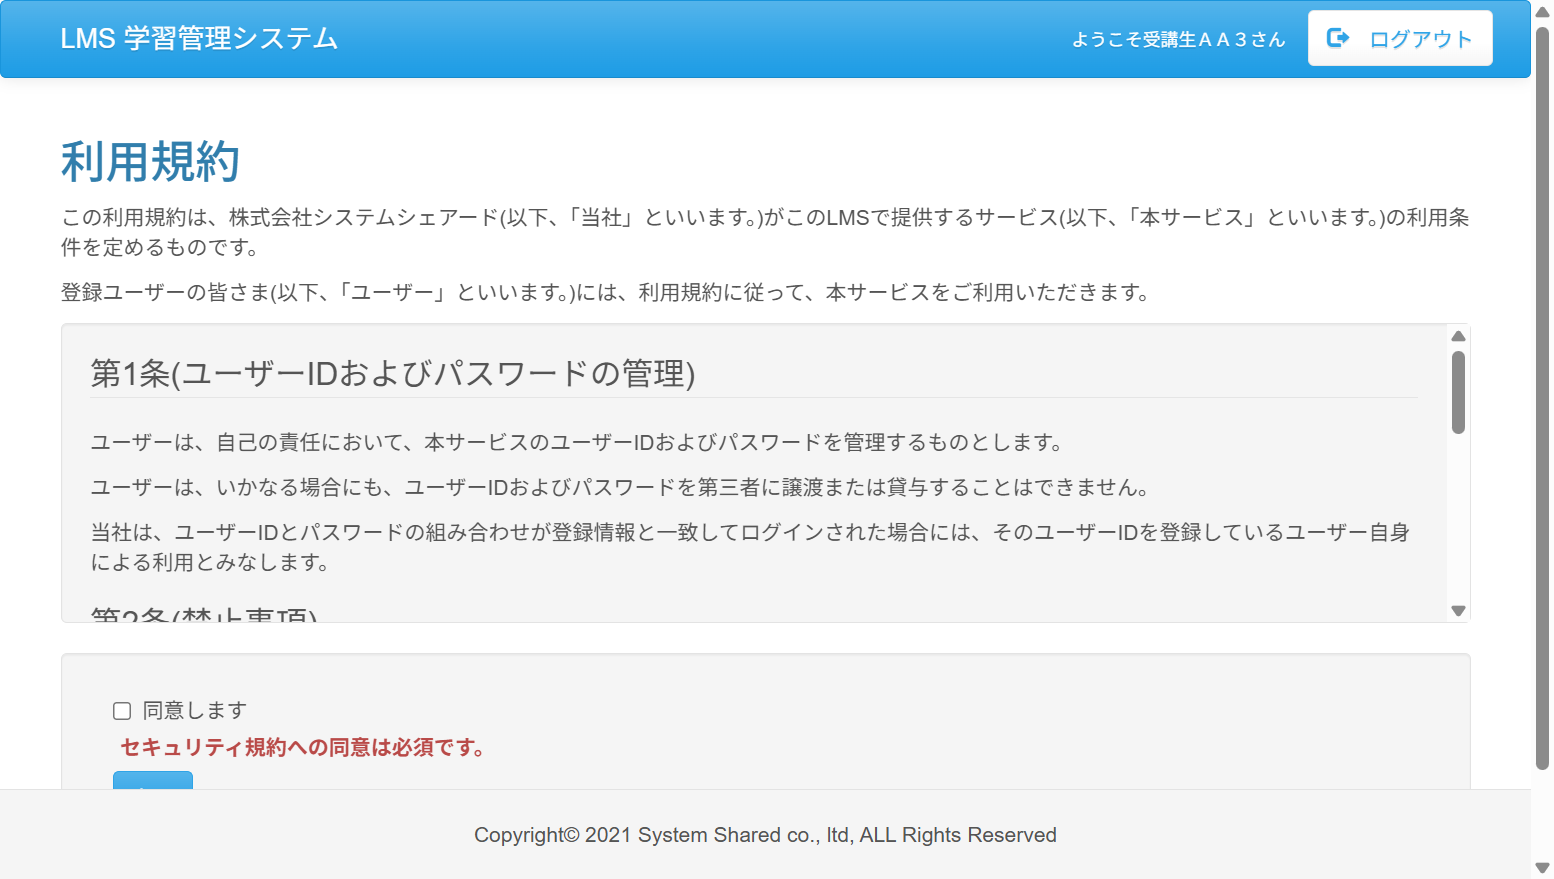 LMS 学習管理システム
ようこそ受講生ＡＡ３さん
ログアウト
利用規約
この利用規約は、株式会社システムシェアード(以下、「当社」といいます。)がこのLMSで提供するサービス(以下、「本サービス」といいます。)の利用条
件を定めるものです。
登録ユーザーの皆さま(以下、「ユーザー」といいます。)には、利用規約に従って、本サービスをご利用いただきます。
第1条(ユーザーIDおよびパスワードの管理)
ユーザーは、自己の責任において、本サービスのユーザーIDおよびパスワードを管理するものとします。
ユーザーは、いかなる場合にも、ユーザーIDおよびパスワードを第三者に譲渡または貸与することはできません。
当社は、ユーザーIDとパスワードの組み合わせが登録情報と一致してログインされた場合には、そのユーザーIDを登録しているユーザー自身
による利用とみなします。
第2条(禁止事項)
同意します
セキュリティ規約への同意は必須です。
Copyright© 2021 System Shared co., ltd, ALL Rights Reserved